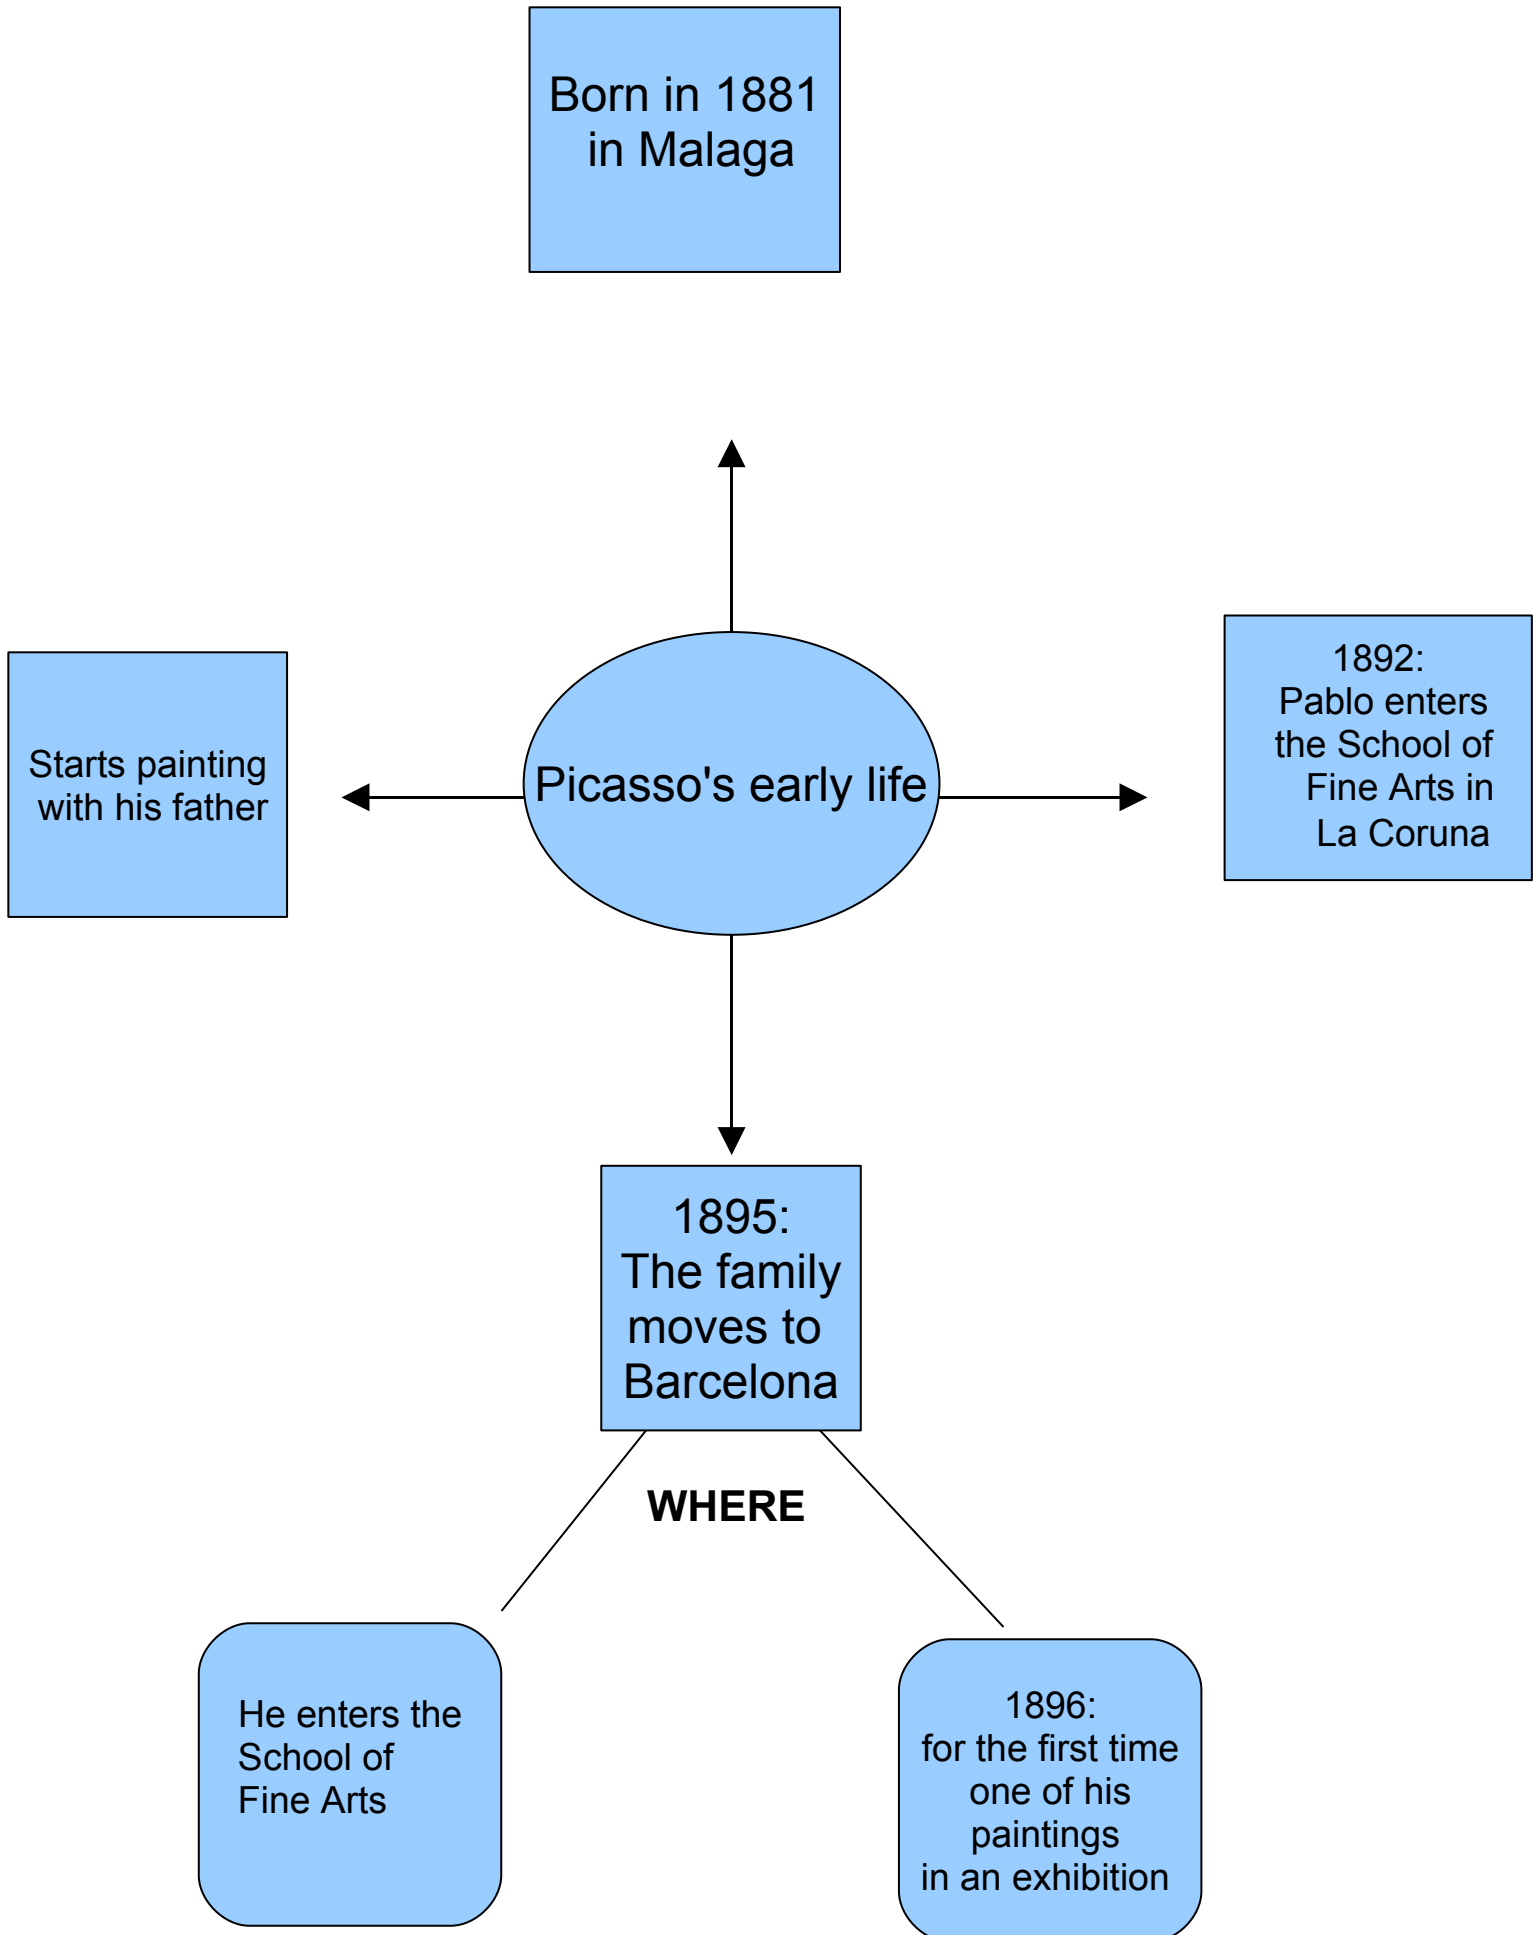 Born in 1881
in Malaga
Starts painting
with his father
Picasso's early life
1892:
Pablo enters
the School of
Fine Arts in
La Coruna
1895:
The family
moves to
Barcelona
WHERE
He enters the
School of
Fine Arts
1896:
for the first time
one of his
paintings
in an exhibition